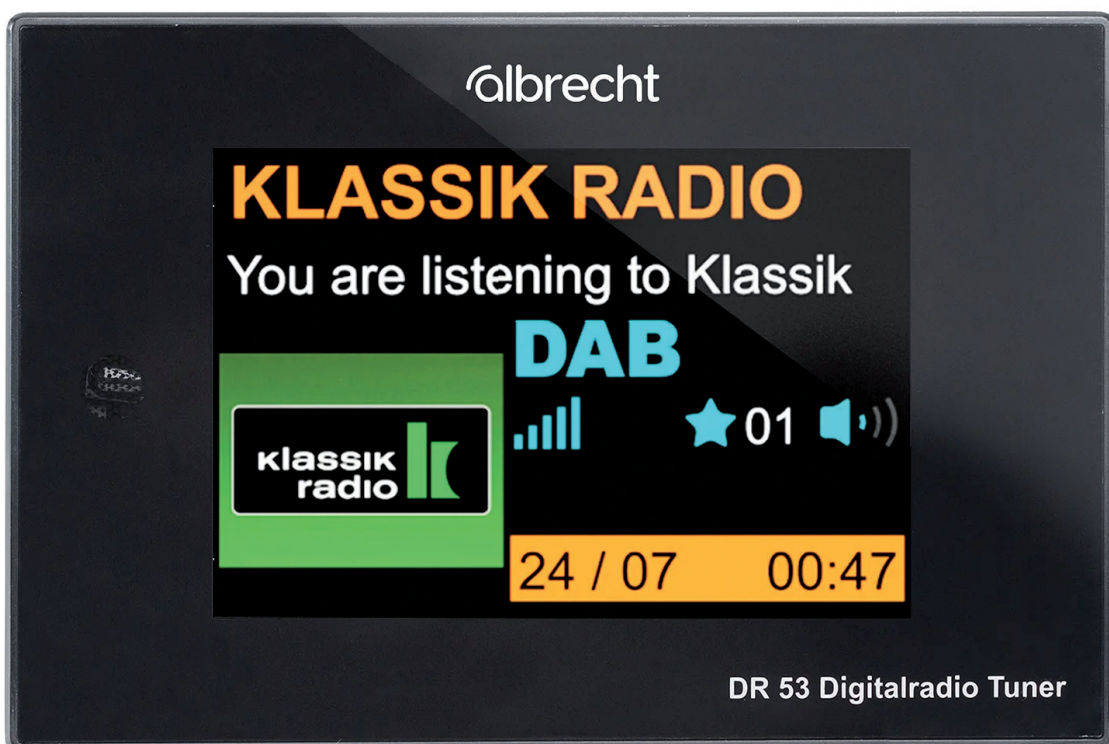 albrecht
KLASSIK RADIO
You are listening to Klassik
DAB
01
klassik
radio
24 / 07 00:47
DR 53 Digitalradio Tuner